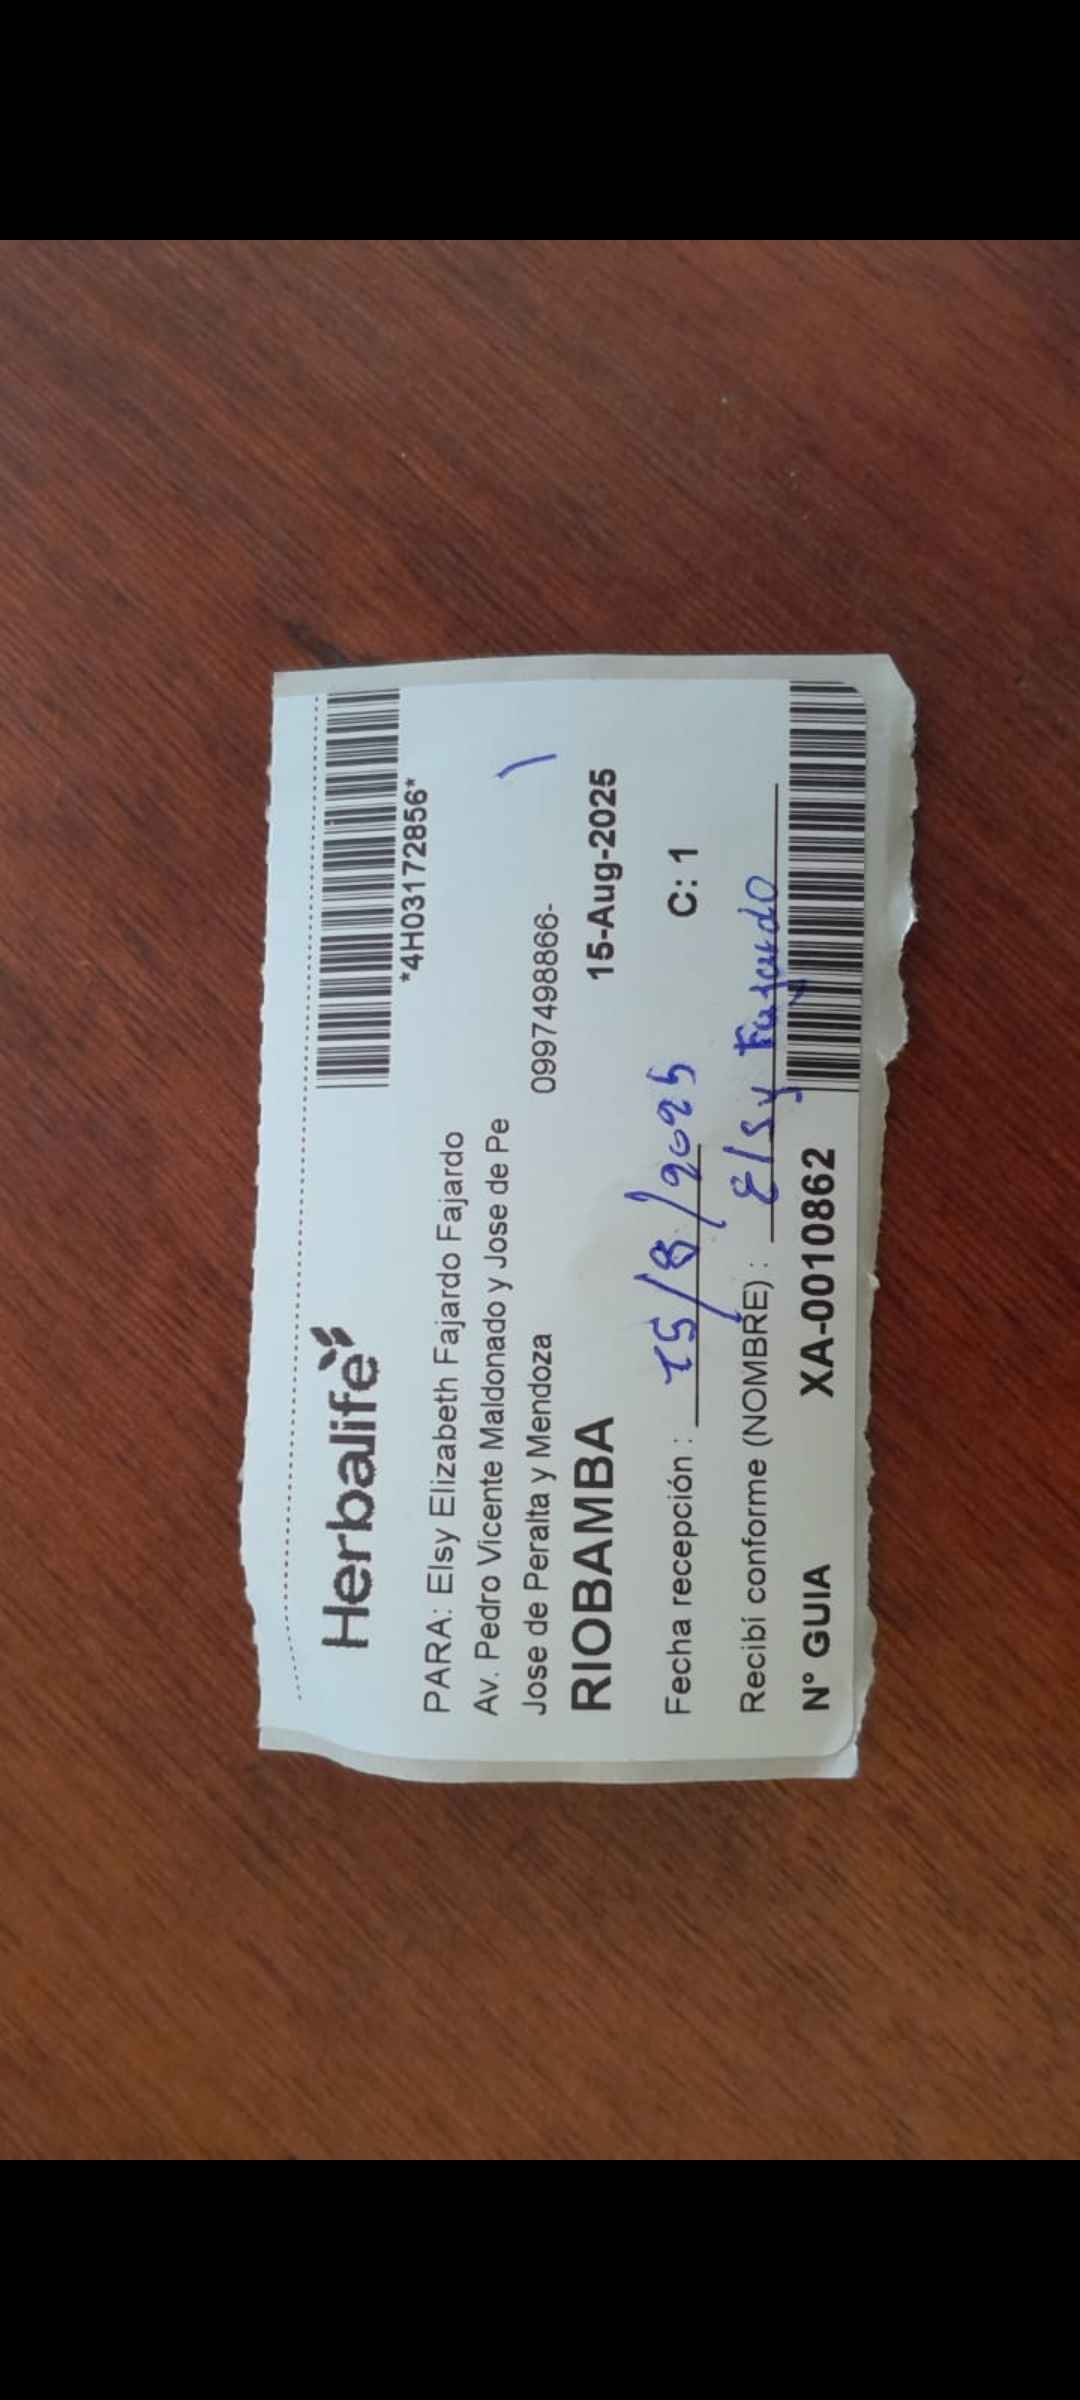 Herbalife
*4H03172856*
PARA: Elsy Elizabeth Fajardo Fajardo
Av. Pedro Vicente Maldonado y Jose de Pe
Jose de Peralta y Mendoza 0997498866-
RIOBAMBA 15-Aug-2025
Fecha recepción : 15/8/2025 C: 1
Recibí conforme (NOMBRE) : Elsy Fajardo
N° GUIA XA-0010862